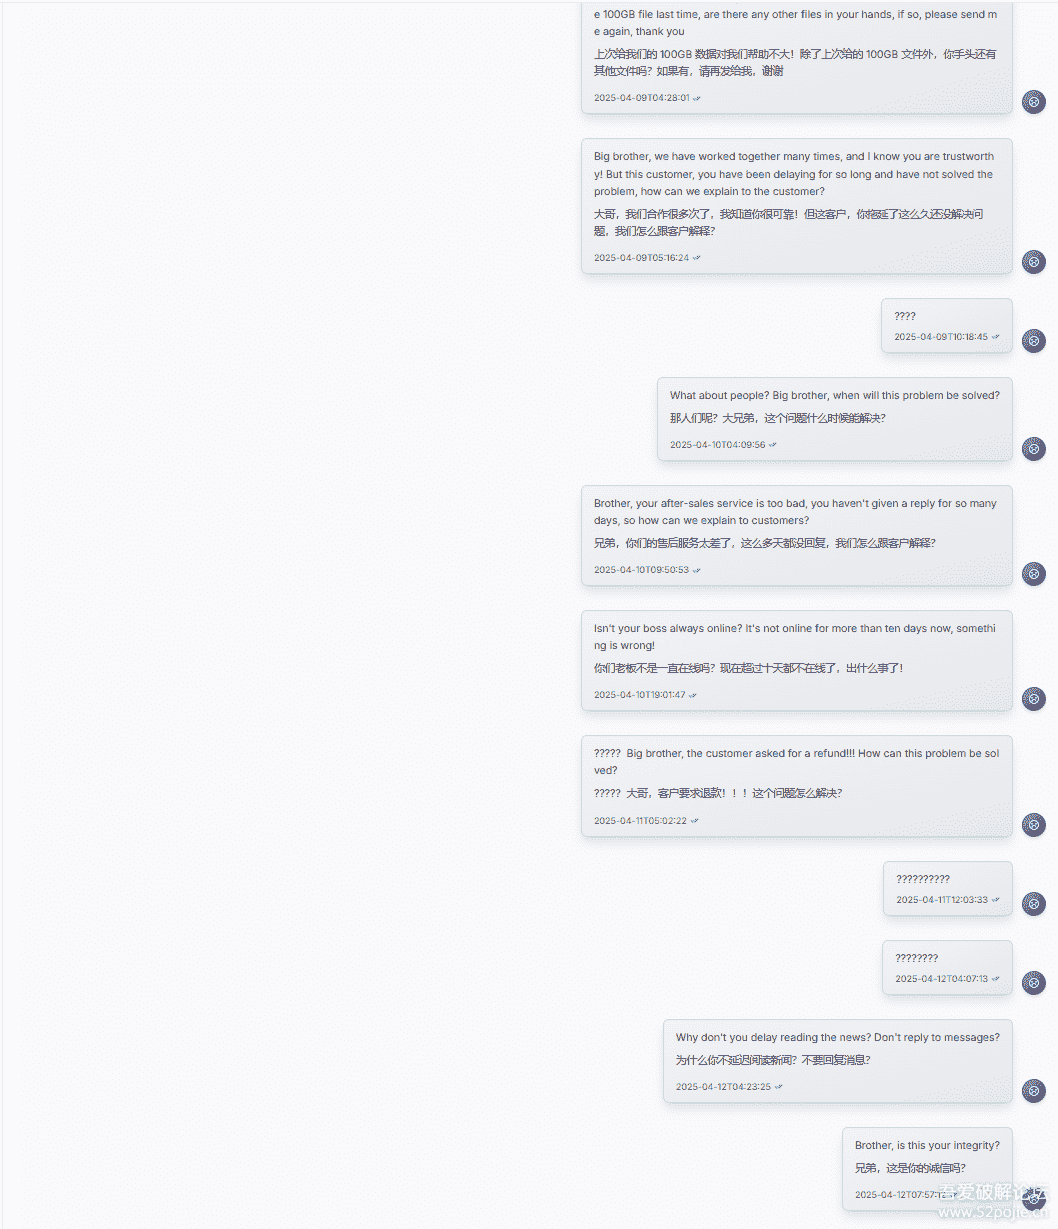 e 100GB file last time, are there any other files in your hands, if so, please send m
e again, thank you
上次给我们的 100GB 数据对我们帮助不大！除了上次给的 100GB 文件外，你手头还有
其他文件吗？如果有，请再发给我，谢谢
2025-04-09T04:28:01
Big brother, we have worked together many times, and I know you are trustworth
y! But this customer, you have been delaying for so long and have not solved the
problem, how can we explain to the customer?
大哥，我们合作很多次了，我知道你很可靠！但这客户，你拖延了这么久还没解决问
题，我们怎么跟客户解释？
2025-04-09T05:16:24
????
2025-04-09T10:18:45
What about people? Big brother, when will this problem be solved?
那人们呢？大兄弟，这个问题什么时候能解决？
2025-04-10T04:09:56
Brother, your after-sales service is too bad, you haven't given a reply for so many
days, so how can we explain to customers?
兄弟，你们的售后服务太差了，这么多天都没回复，我们怎么跟客户解释？
2025-04-10T09:50:53
Isn't your boss always online? It's not online for more than ten days now, somethi
ng is wrong!
你们老板不是一直在线吗？现在超过十天都不在线了，出什么事了！
2025-04-10T19:01:47
????? Big brother, the customer asked for a refund!!! How can this problem be sol
ved?
????? 大哥，客户要求退款！！！这个问题怎么解决？
2025-04-11T05:02:22
??????????
2025-04-11T12:03:33
????????
2025-04-12T04:07:13
Why don't you delay reading the news? Don't reply to messages?
为什么你不延迟阅读新闻？不要回复消息？
2025-04-12T04:23:25
Brother, is this your integrity?
兄弟，这是你的诚信吗？
2025-04-12T07:57:12
吾爱破解论坛
www.52pojie.cn